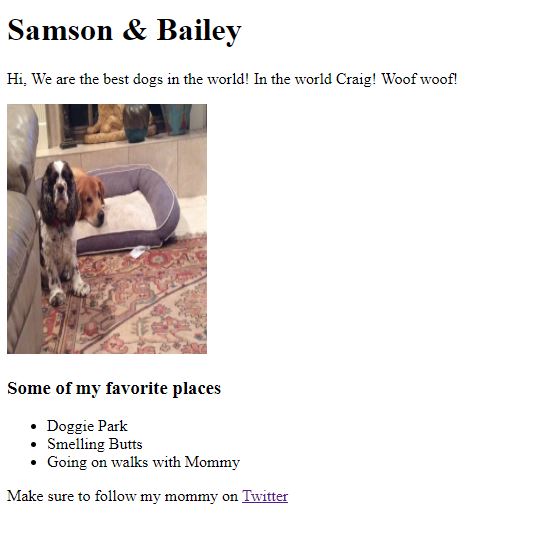 Samson & Bailey
Hi, We are the best dogs in the world! In the world Craig! Woof woof!
Some of my favorite places
Doggie Park
Smelling Butts
Going on walks with Mommy
Make sure to follow my mommy on Twitter